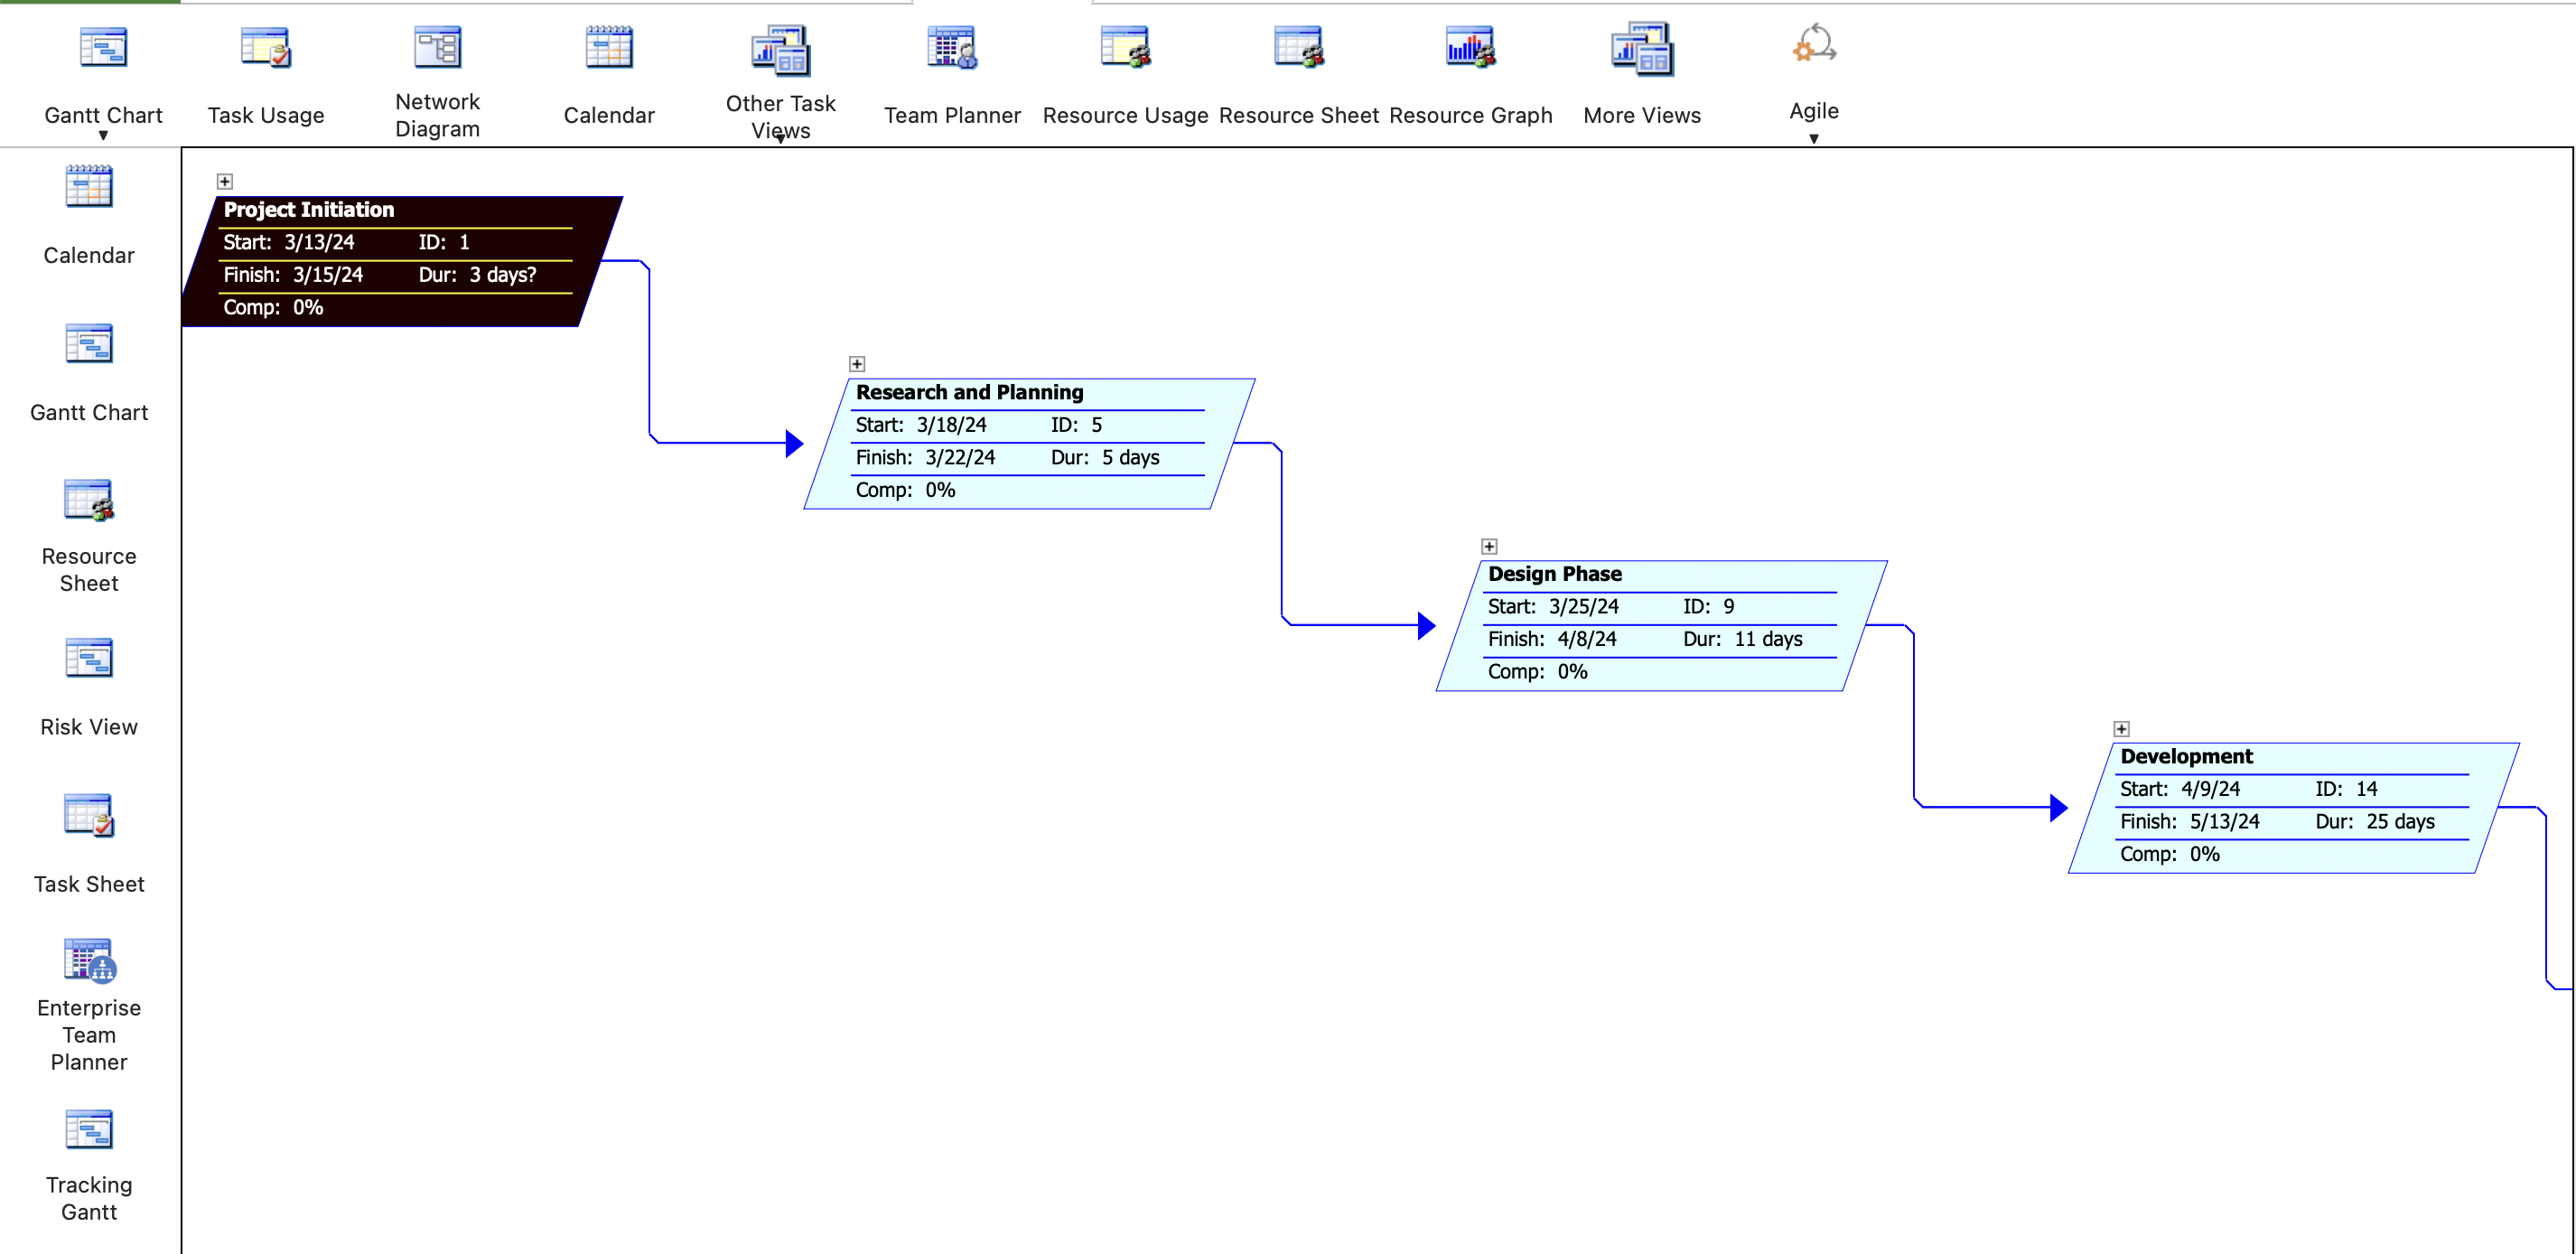 Gantt Chart
Task Usage
Network
Diagram
Calendar
Other Task
Views
Team Planner
Resource Usage
Resource Sheet
Resource Graph
More Views
Agile
Calendar
Gantt Chart
Resource
Sheet
Risk View
Task Sheet
Enterprise
Team
Planner
Tracking
Gantt
Project Initiation
Start: 3/13/24 ID: 1
Finish: 3/15/24 Dur: 3 days?
Comp: 0%
Research and Planning
Start: 3/18/24 ID: 5
Finish: 3/22/24 Dur: 5 days
Comp: 0%
Design Phase
Start: 3/25/24 ID: 9
Finish: 4/8/24 Dur: 11 days
Comp: 0%
Development
Start: 4/9/24 ID: 14
Finish: 5/13/24 Dur: 25 days
Comp: 0%